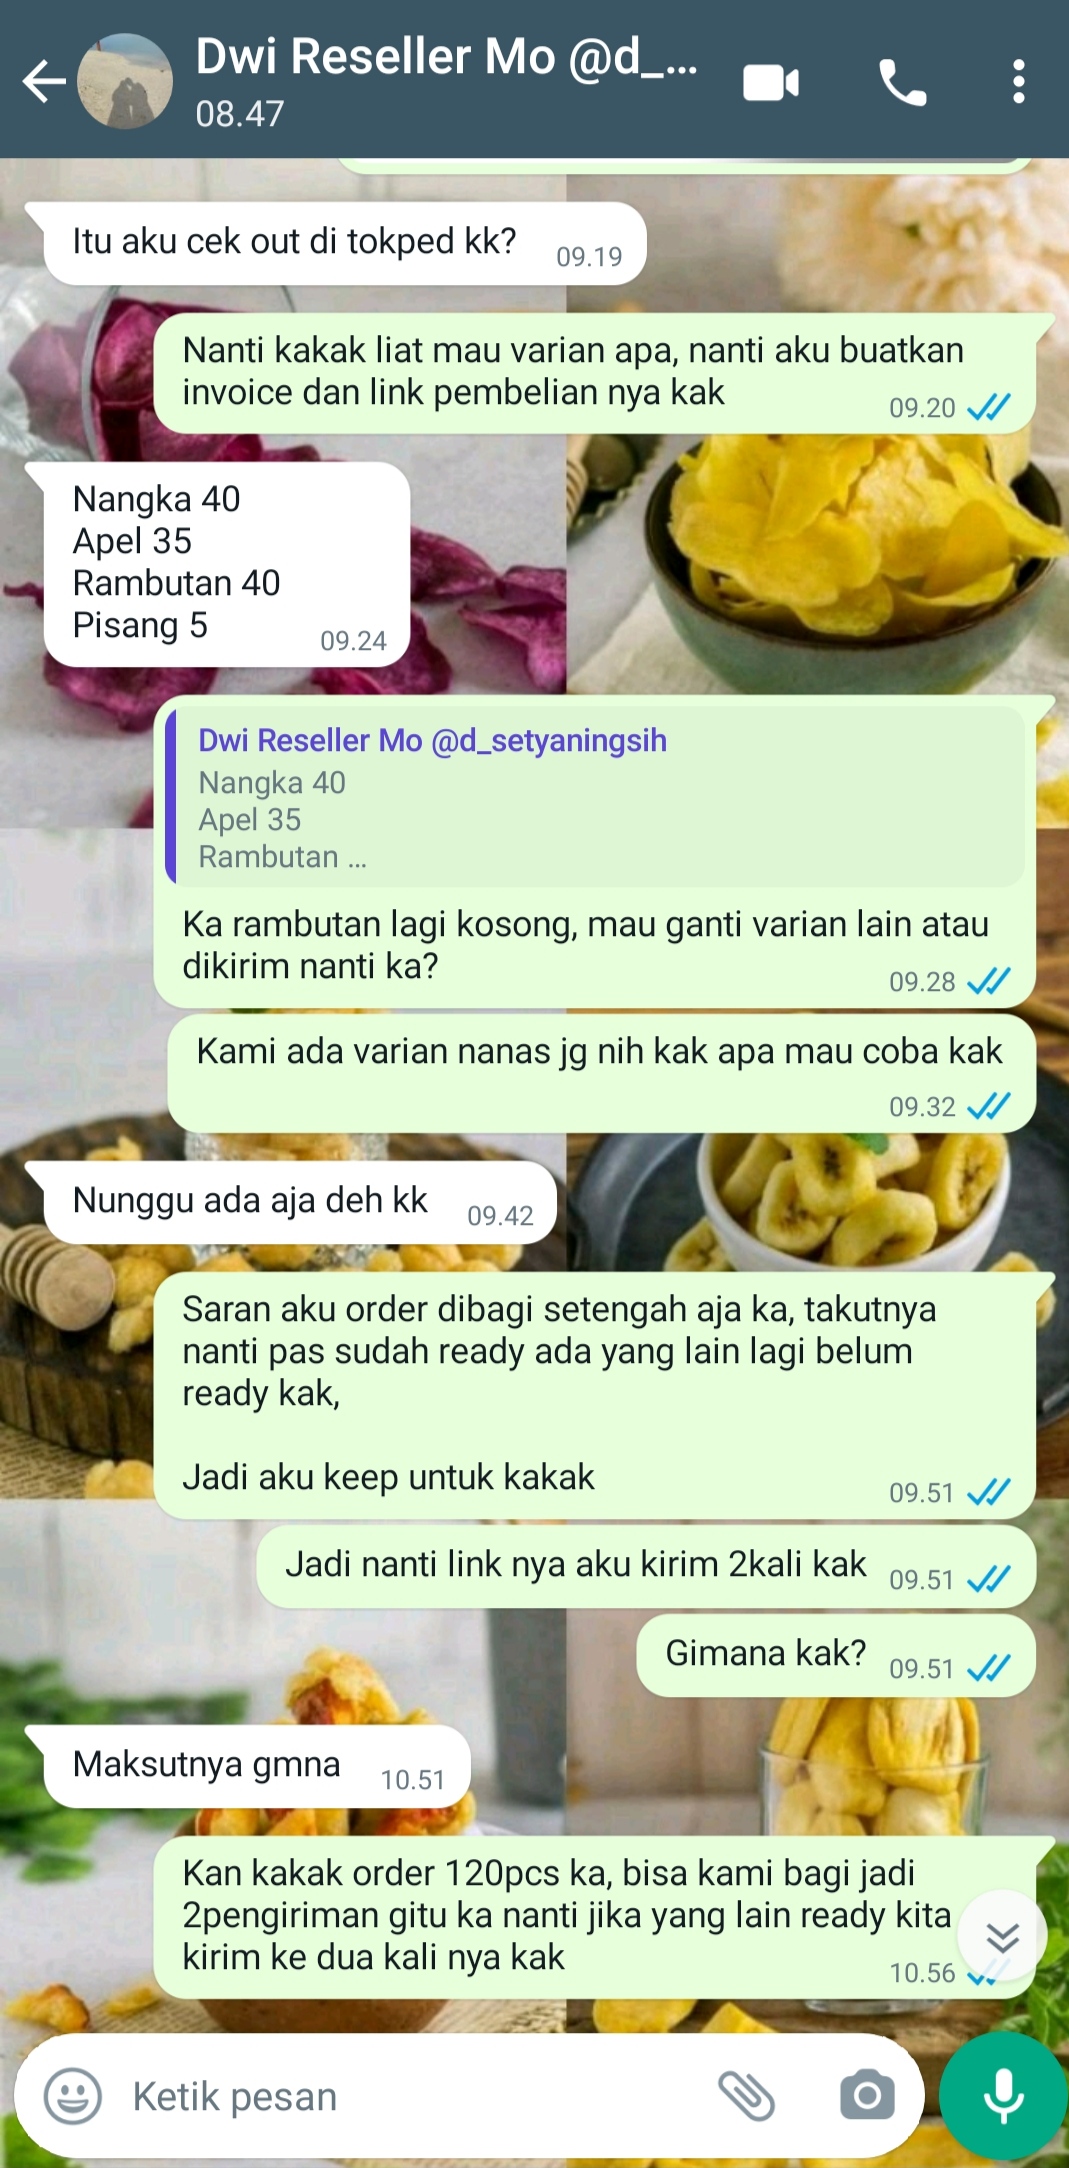 Dwi Reseller Mo @d_...
08.47
Itu aku cek out di tokped kk?
09.19
Nanti kakak liat mau varian apa, nanti aku buatkan
invoice dan link pembelian nya kak
09.20
Nangka 40
Apel 35
Rambutan 40
Pisang 5
09.24
Dwi Reseller Mo @d_setyaningsih
Nangka 40
Apel 35
Rambutan ...
Ka rambutan lagi kosong, mau ganti varian lain atau
dikirim nanti ka?
09.28
Kami ada varian nanas jg nih kak apa mau coba kak
09.32
Nunggu ada aja deh kk
09.42
Saran aku order dibagi setengah aja ka, takutnya
nanti pas sudah ready ada yang lain lagi belum
ready kak,
Jadi aku keep untuk kakak
09.51
Jadi nanti link nya aku kirim 2kali kak
09.51
Gimana kak?
09.51
Maksutnya gmna
10.51
Kan kakak order 120pcs ka, bisa kami bagi jadi
2pengiriman gitu ka nanti jika yang lain ready kita
kirim ke dua kali nya kak
10.56
Ketik pesan